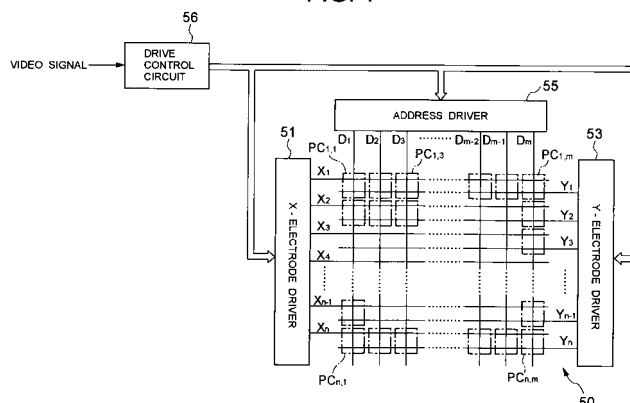 56
DRIVE
CONTROL
CIRCUIT
VIDEO SIGNAL
55
ADDRESS DRIVER
51
53
D1 D2 D3 Dm-2 Dm-1 Dm
PC1,1 PC1,3 PC1,m
X1
Y1
X2
Y2
X3
Y3
X4
X - ELECTRODE DRIVER
Y - ELECTRODE DRIVER
Xn-1
Yn-1
Xn
Yn
PCn,1 PCn,m
50